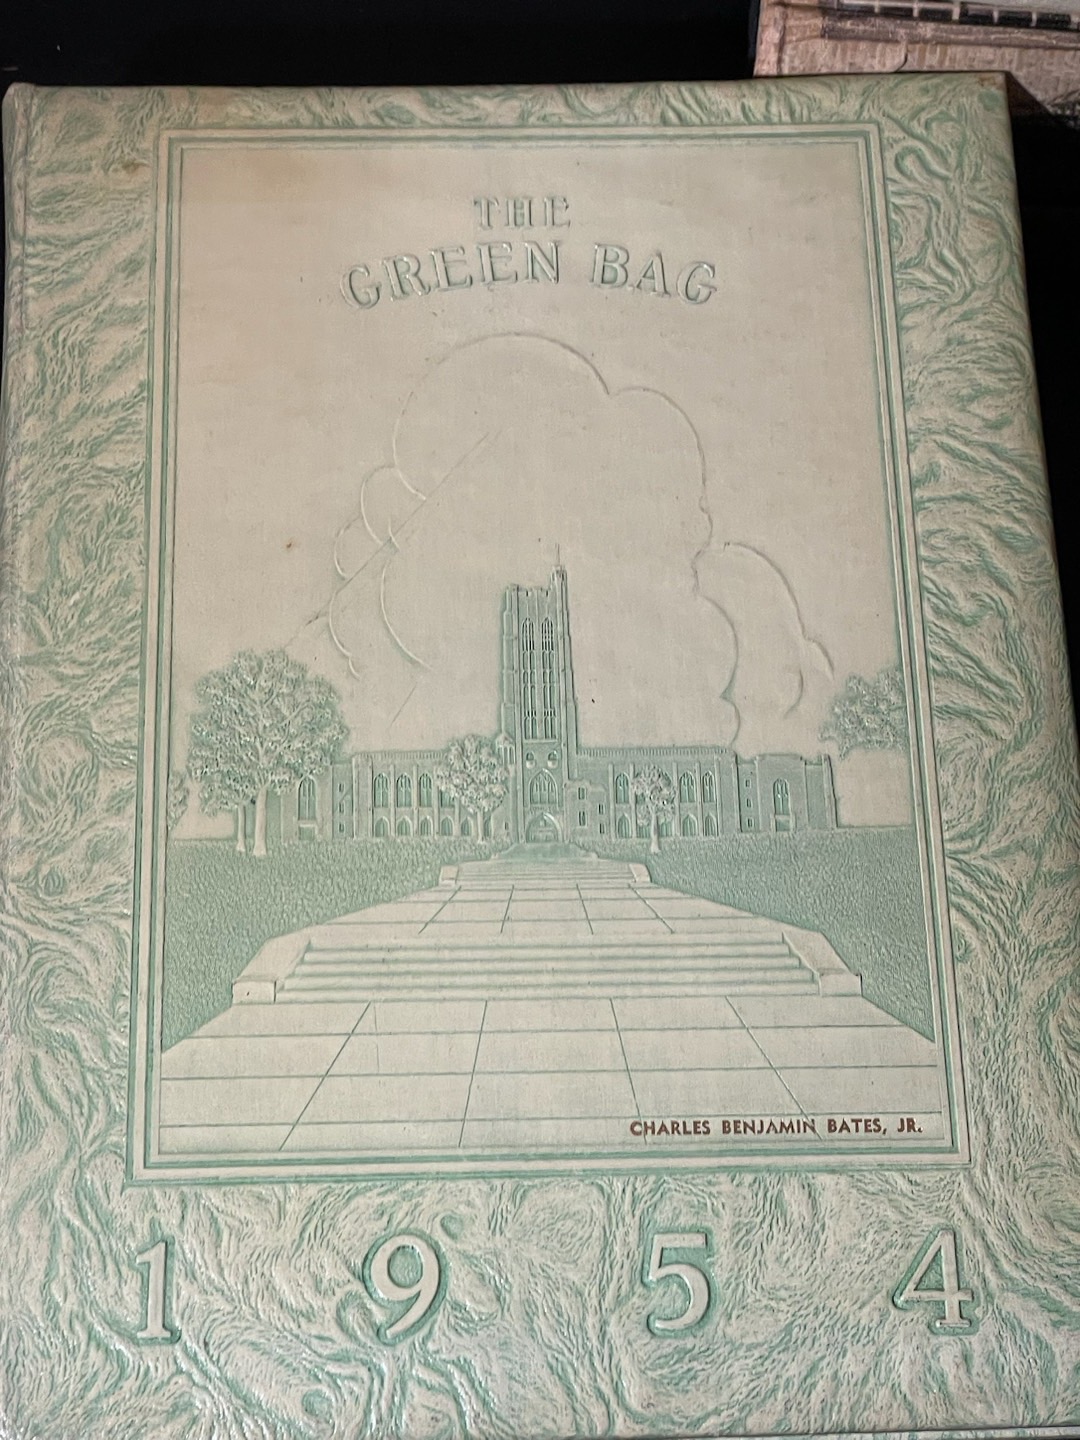 THE
GREEN BAG
CHARLES BENJAMIN BATES, JR.
1954